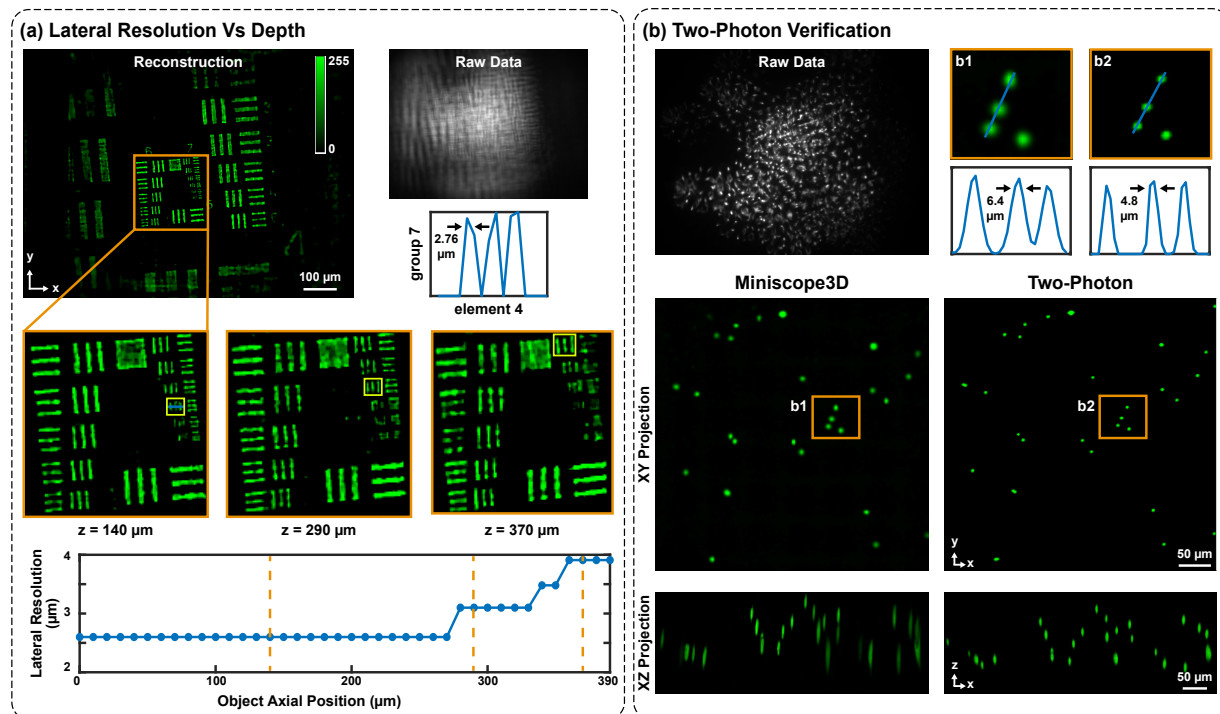 (a) Lateral Resolution Vs Depth
Reconstruction
255
0
y
x
100 µm
Raw Data
2.76
µm
group 7
element 4
z = 140 µm
z = 290 µm
z = 370 µm
Lateral Resolution
(µm)
4
3
2
0
100
200
300
390
Object Axial Position (µm)
(b) Two-Photon Verification
Raw Data
b1
b2
6.4
µm
4.8
µm
Miniscope3D
Two-Photon
XY Projection
b1
b2
y
x
50 µm
XZ Projection
z
x
50 µm